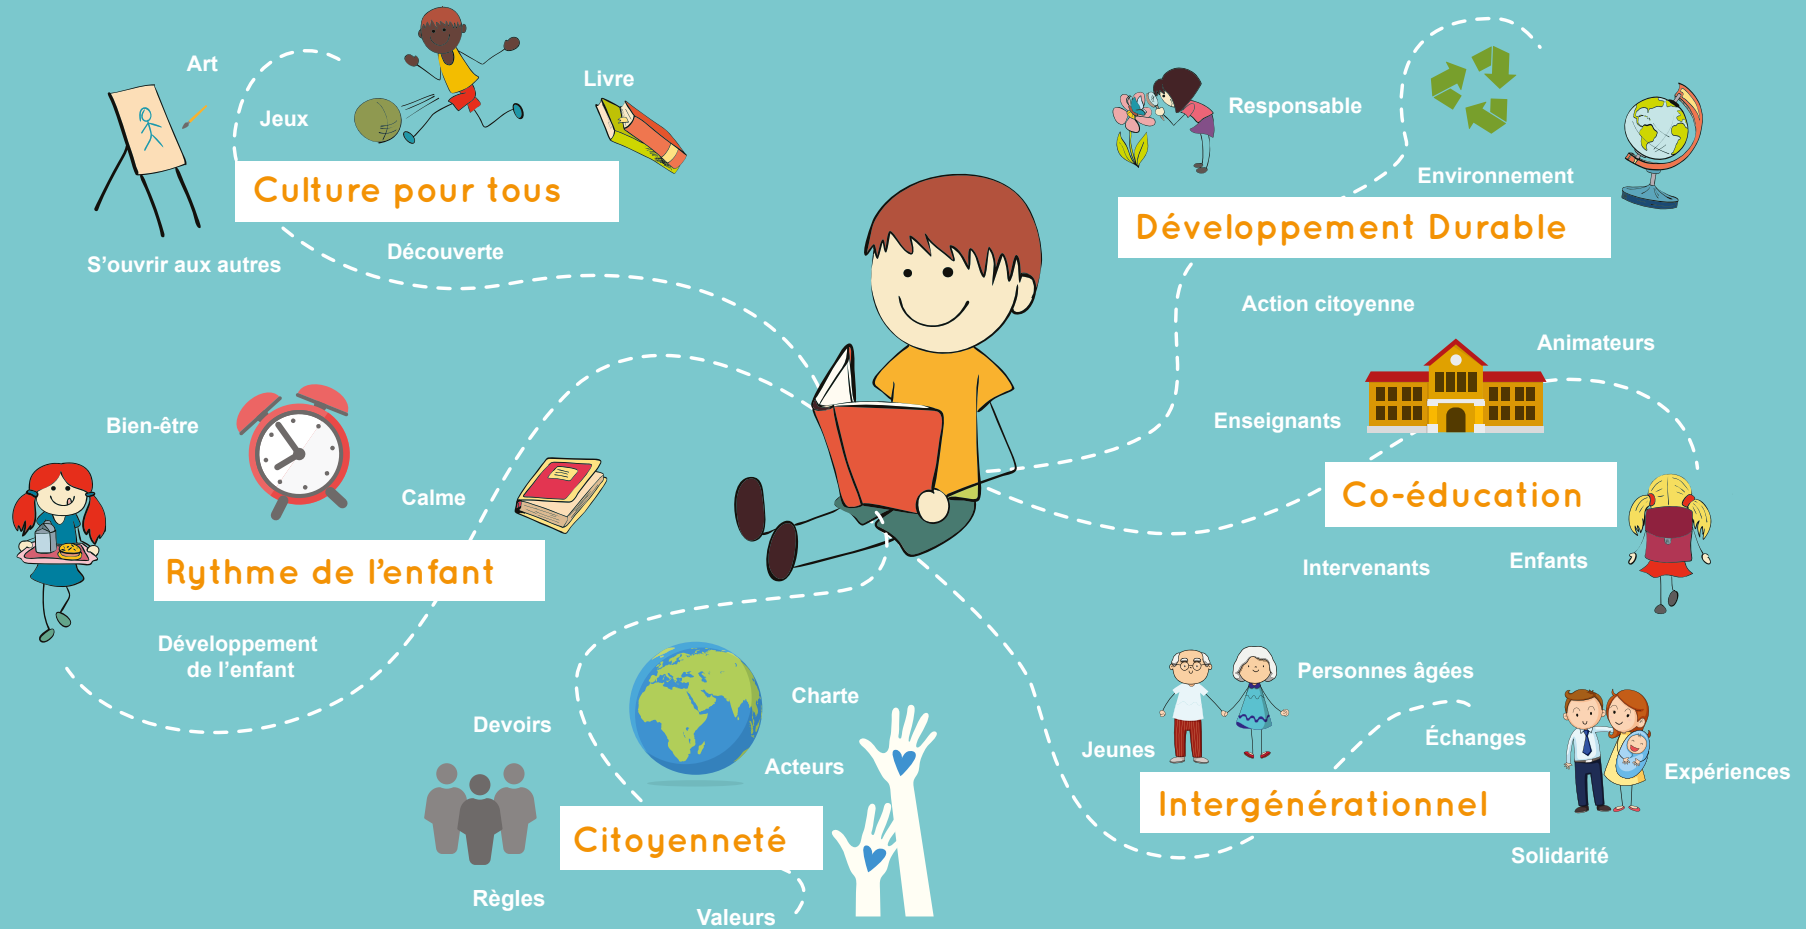 Art
Jeux
Livre
Culture pour tous
S'ouvrir aux autres
Découverte
Responsable
Environnement
Développement Durable
Action citoyenne
Animateurs
Enseignants
Co-éducation
Intervenants
Enfants
Bien-être
Calme
Rythme de l'enfant
Développement
de l'enfant
Devoirs
Charte
Acteurs
Citoyenneté
Règles
Valeurs
Personnes âgées
Jeunes
Échanges
Expériences
Intergénérationnel
Solidarité